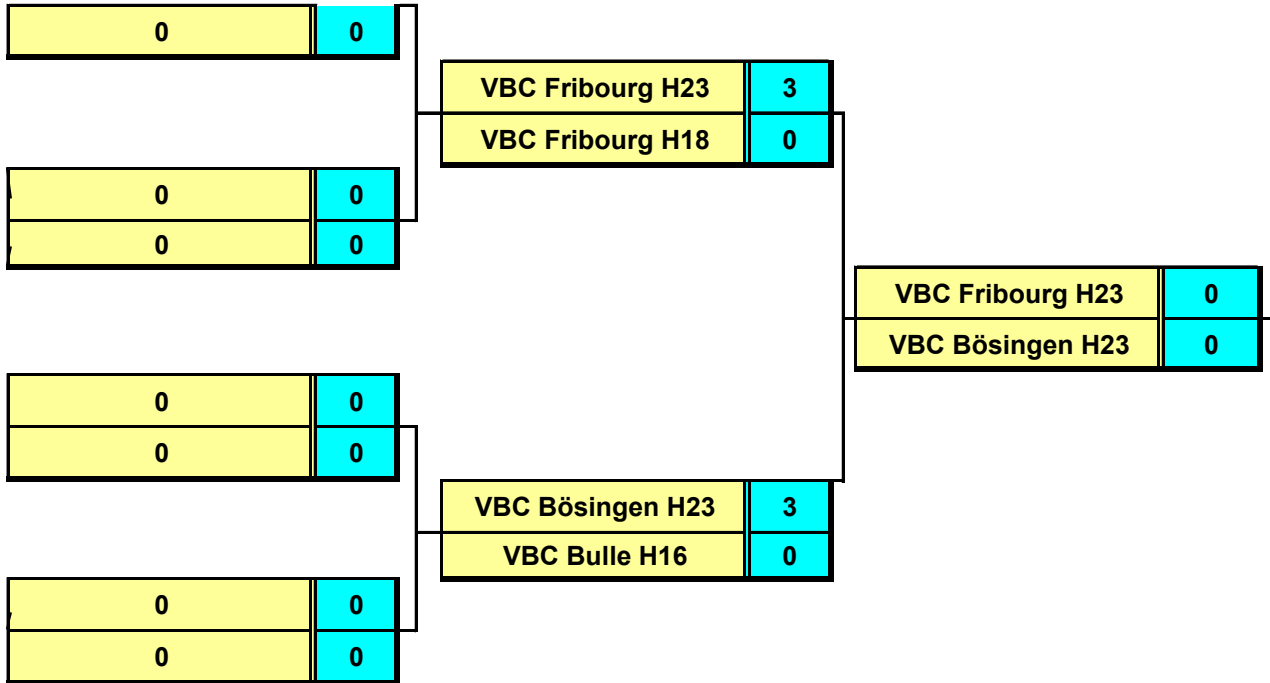 0 0
VBC Fribourg H23 3
VBC Fribourg H18 0
0 0
0 0
VBC Fribourg H23 0
VBC Bösingen H23 0
0 0
0 0
VBC Bösingen H23 3
VBC Bulle H16 0
0 0
0 0